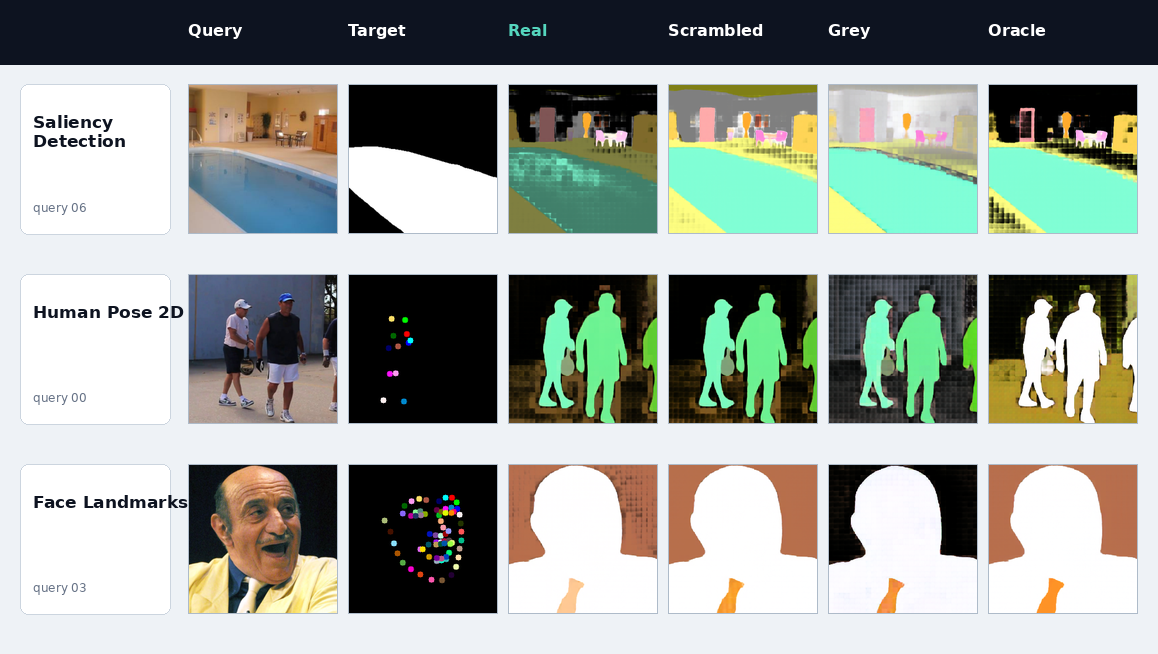 Query Target Real Scrambled Grey Oracle
Saliency
Detection
query 06
Human Pose 2D
query 00
Face Landmarks
query 03